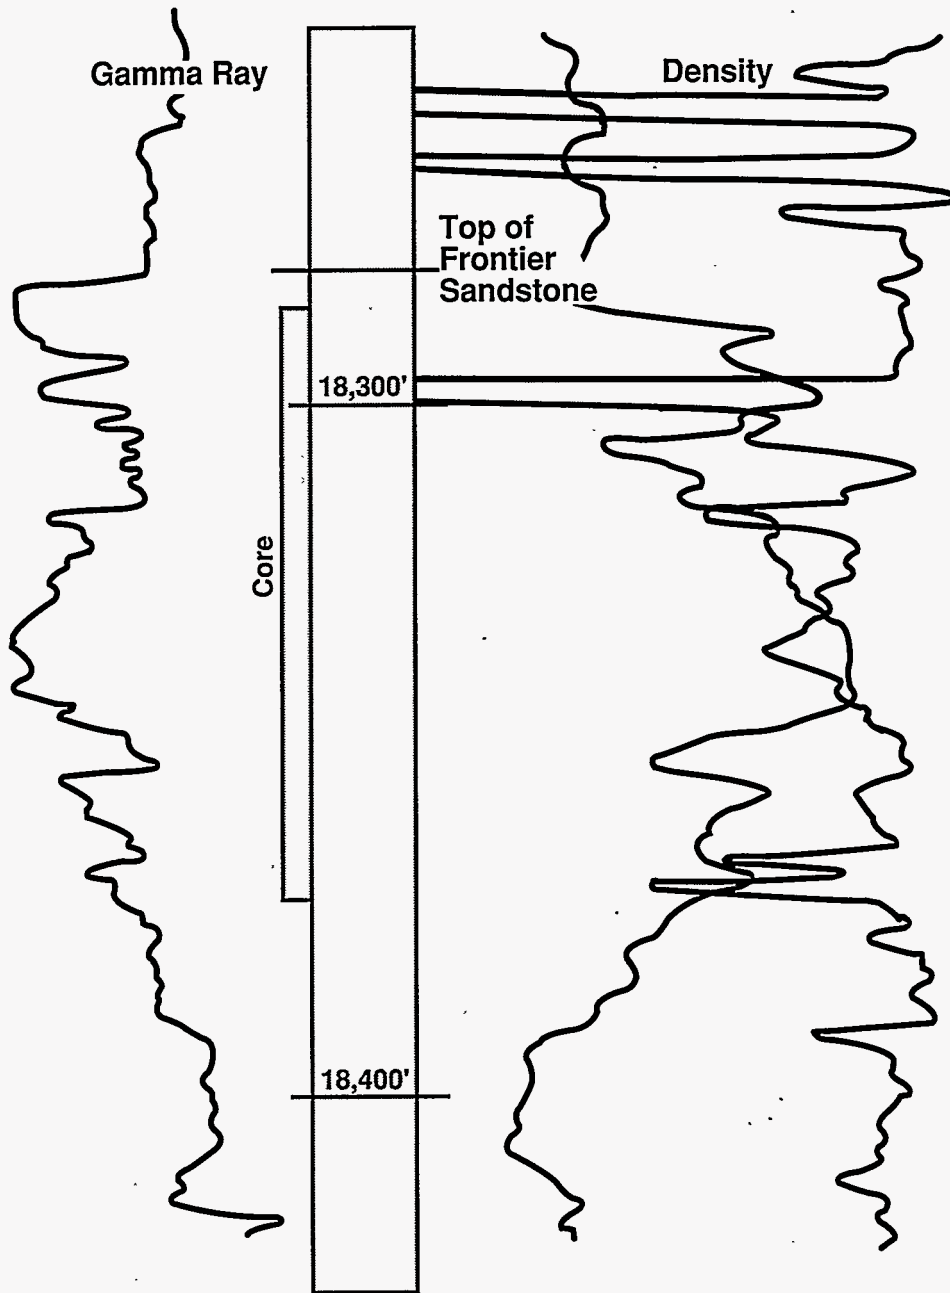 Gamma Ray
Density
Top of
Frontier
Sandstone
18,300'
Core
18,400'